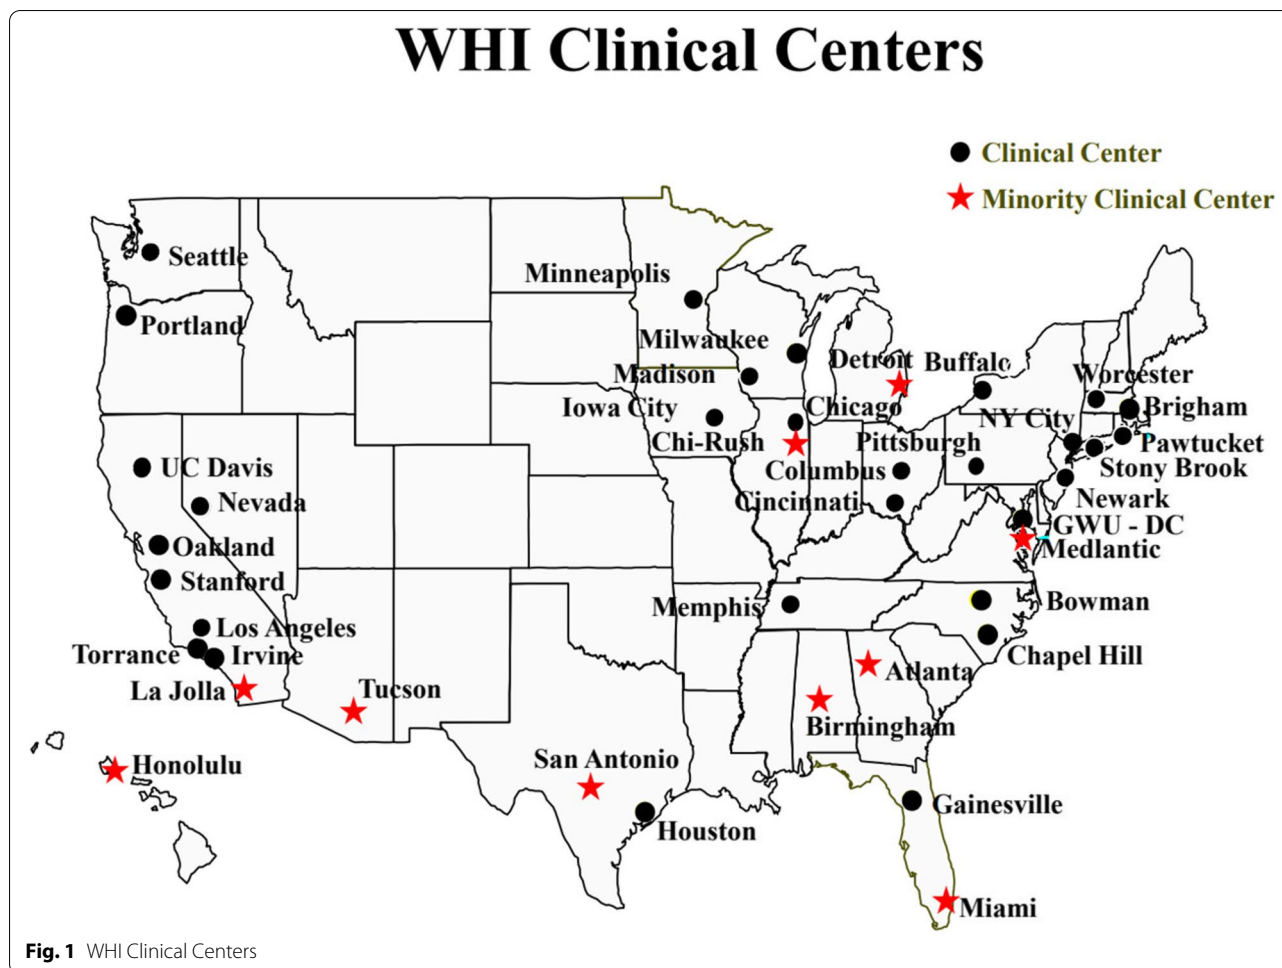 WHI Clinical Centers
Clinical Center
Minority Clinical Center
Seattle
Minneapolis
Portland
Milwaukee
Detroit
Buffalo
Madison
Worcester
Iowa City
Chicago
Brigham
NY City
Chi-Rush
Pittsburgh
Pawtucket
UC Davis
Columbus
Stony Brook
Nevada
Cincinnati
Newark
GWU - DC
Oakland
Medlantic
Stanford
Memphis
Bowman
Los Angeles
Torrance
Irvine
Chapel Hill
La Jolla
Tucson
Atlanta
Birmingham
Honolulu
San Antonio
Gainesville
Houston
Miami
Fig. 1 WHI Clinical Centers